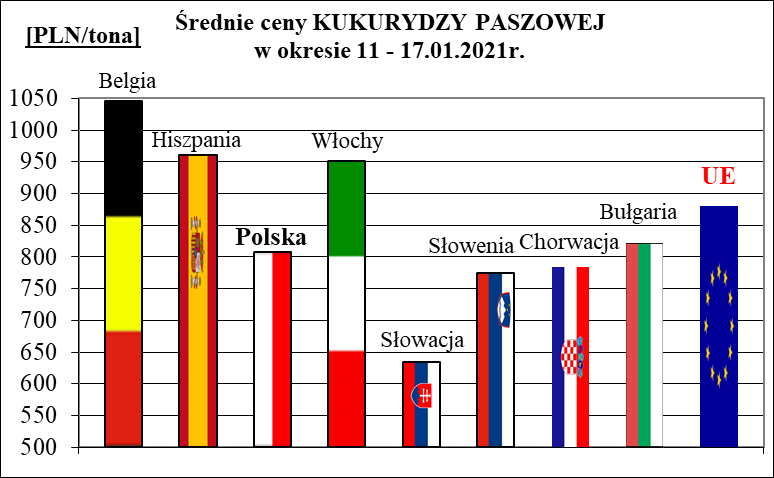 Średnie ceny KUKURYDZY PASZOWEJ
w okresie 11 - 17.01.2021r.
[PLN/tona]
Belgia
Hiszpania
Polska
Włochy
Słowacja
Słowenia
Chorwacja
Bułgaria
UE
1050
1000
950
900
850
800
750
700
650
600
550
500